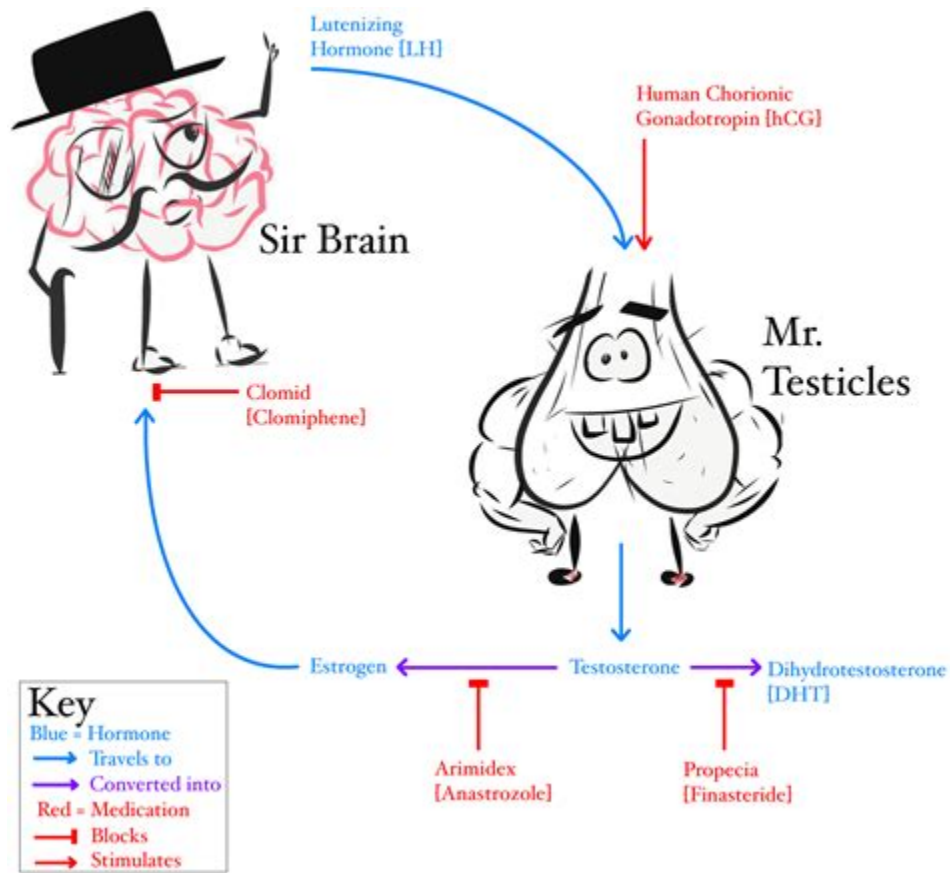 Lutenizing
Hormone [LH]
Human Chorionic
Gonadotropin [hCG]
Sir Brain
Mr.
Testicles
Clomid
[Clomiphene]
Estrogen
Testosterone
Dihydrotestosterone
[DHT]
Arimidex
[Anastrozole]
Propecia
[Finasteride]
Key
Blue = Hormone
Travels to
Converted into
Red = Medication
Blocks
Stimulates